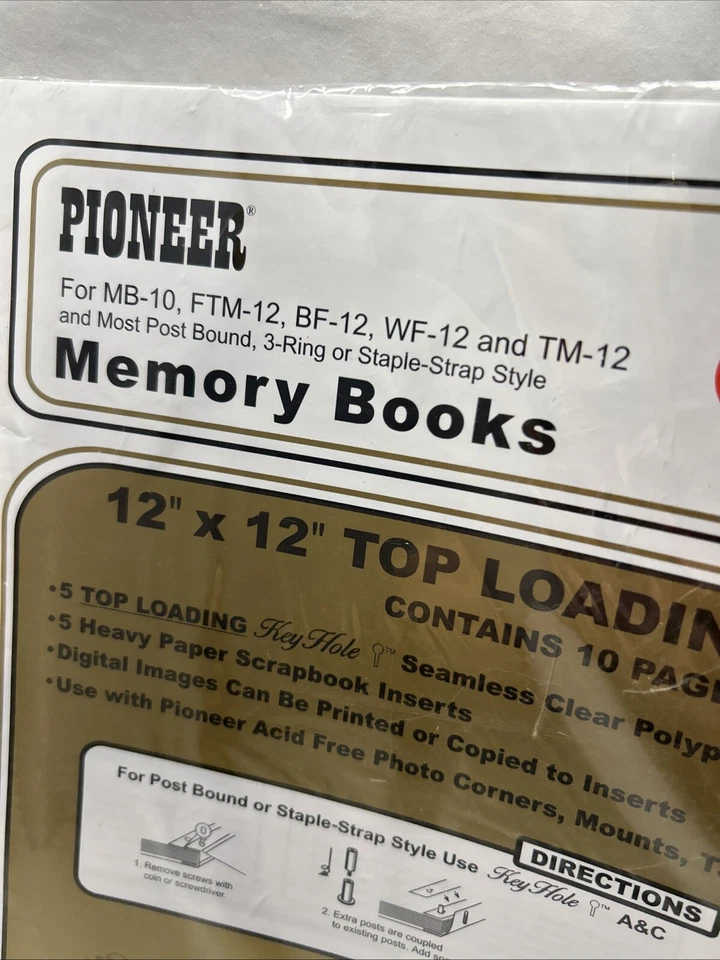 PIONEER®
For MB-10, FTM-12, BF-12, WF-12 and TM-12
and Most Post Bound, 3-Ring or Staple-Strap Style
Memory Books
12" x 12" TOP LOADIN
CONTAINS 10 PAG
•5 TOP LOADING KeyHole ™ Seamless Clear Polyp
•5 Heavy Paper Scrapbook Inserts
•Digital Images Can Be Printed or Copied to Inserts
•Use with Pioneer Acid Free Photo Corners, Mounts, T
DIRECTIONS
For Post Bound or Staple-Strap Style Use KeyHole ™ A&C
1. Remove screws with
coin or screwdriver.
2. Extra posts are coupled
to existing posts. Add